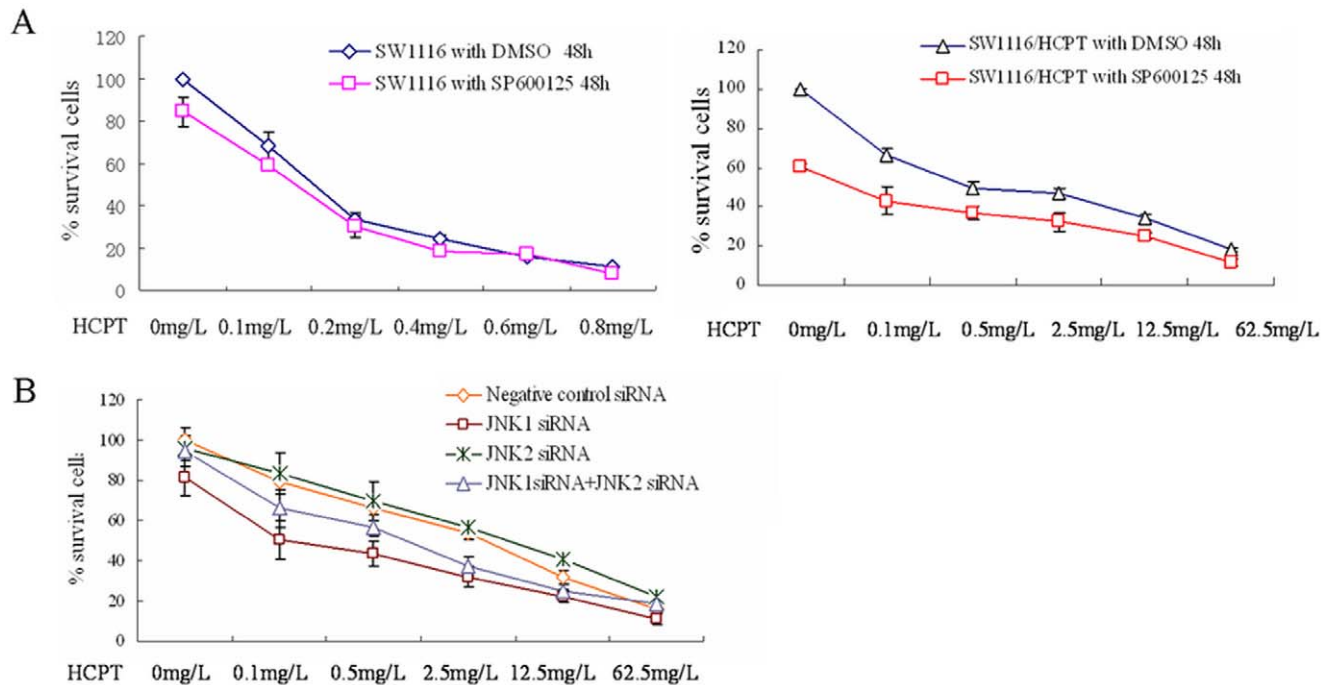 A
120
100
80
60
40
20
0
% survival cells
SW1116 with DMSO 48h
SW1116 with SP600125 48h
HCPT 0mg/L 0.1mg/L 0.2mg/L 0.4mg/L 0.6mg/L 0.8mg/L
120
100
80
60
40
20
0
% survival cells
SW1116/HCPT with DMSO 48h
SW1116/HCPT with SP600125 48h
HCPT 0mg/L 0.1mg/L 0.5mg/L 2.5mg/L 12.5mg/L 62.5mg/L
B
120
100
80
60
40
20
0
% survival cell:
Negative control siRNA
JNK1 siRNA
JNK2 siRNA
JNK1siRNA+JNK2 siRNA
HCPT 0mg/L 0.1mg/L 0.5mg/L 2.5mg/L 12.5mg/L 62.5mg/L